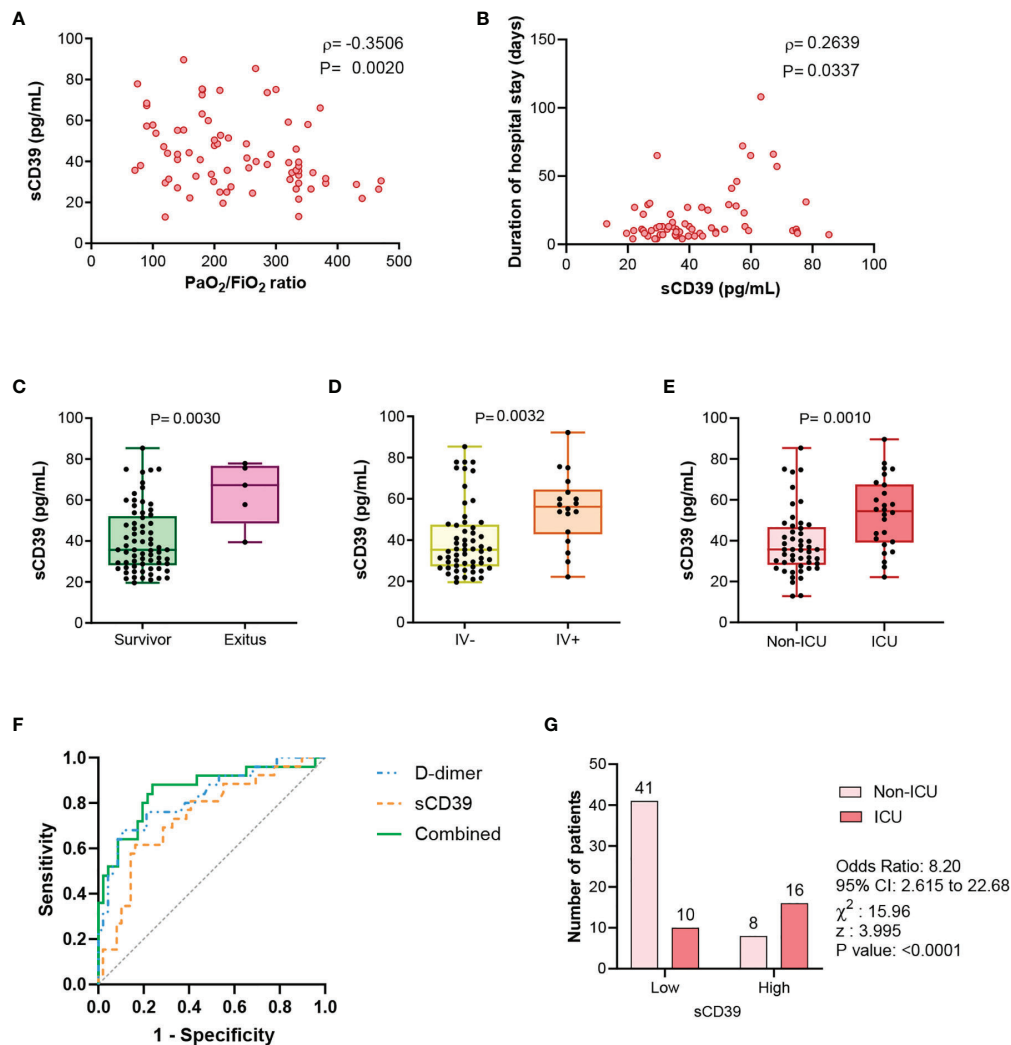 A
ρ= -0.3506
P= 0.0020
sCD39 (pg/mL)
100
80
60
40
20
0
0 100 200 300 400 500
PaO₂/FiO₂ ratio
B
ρ= 0.2639
P= 0.0337
Duration of hospital stay (days)
150
100
50
0
0 20 40 60 80 100
sCD39 (pg/mL)
C
P= 0.0030
sCD39 (pg/mL)
100
80
60
40
20
0
Survivor Exitus
D
P= 0.0032
sCD39 (pg/mL)
100
80
60
40
20
0
IV- IV+
E
P= 0.0010
sCD39 (pg/mL)
100
80
60
40
20
0
Non-ICU ICU
F
Sensitivity
1.0
0.8
0.6
0.4
0.2
0.0
0.0 0.2 0.4 0.6 0.8 1.0
1 - Specificity
D-dimer
sCD39
Combined
G
Number of patients
50
40
30
20
10
0
41
10
8
16
Low High
sCD39
Non-ICU
ICU
Odds Ratio: 8.20
95% CI: 2.615 to 22.68
χ² : 15.96
z : 3.995
P value: <0.0001